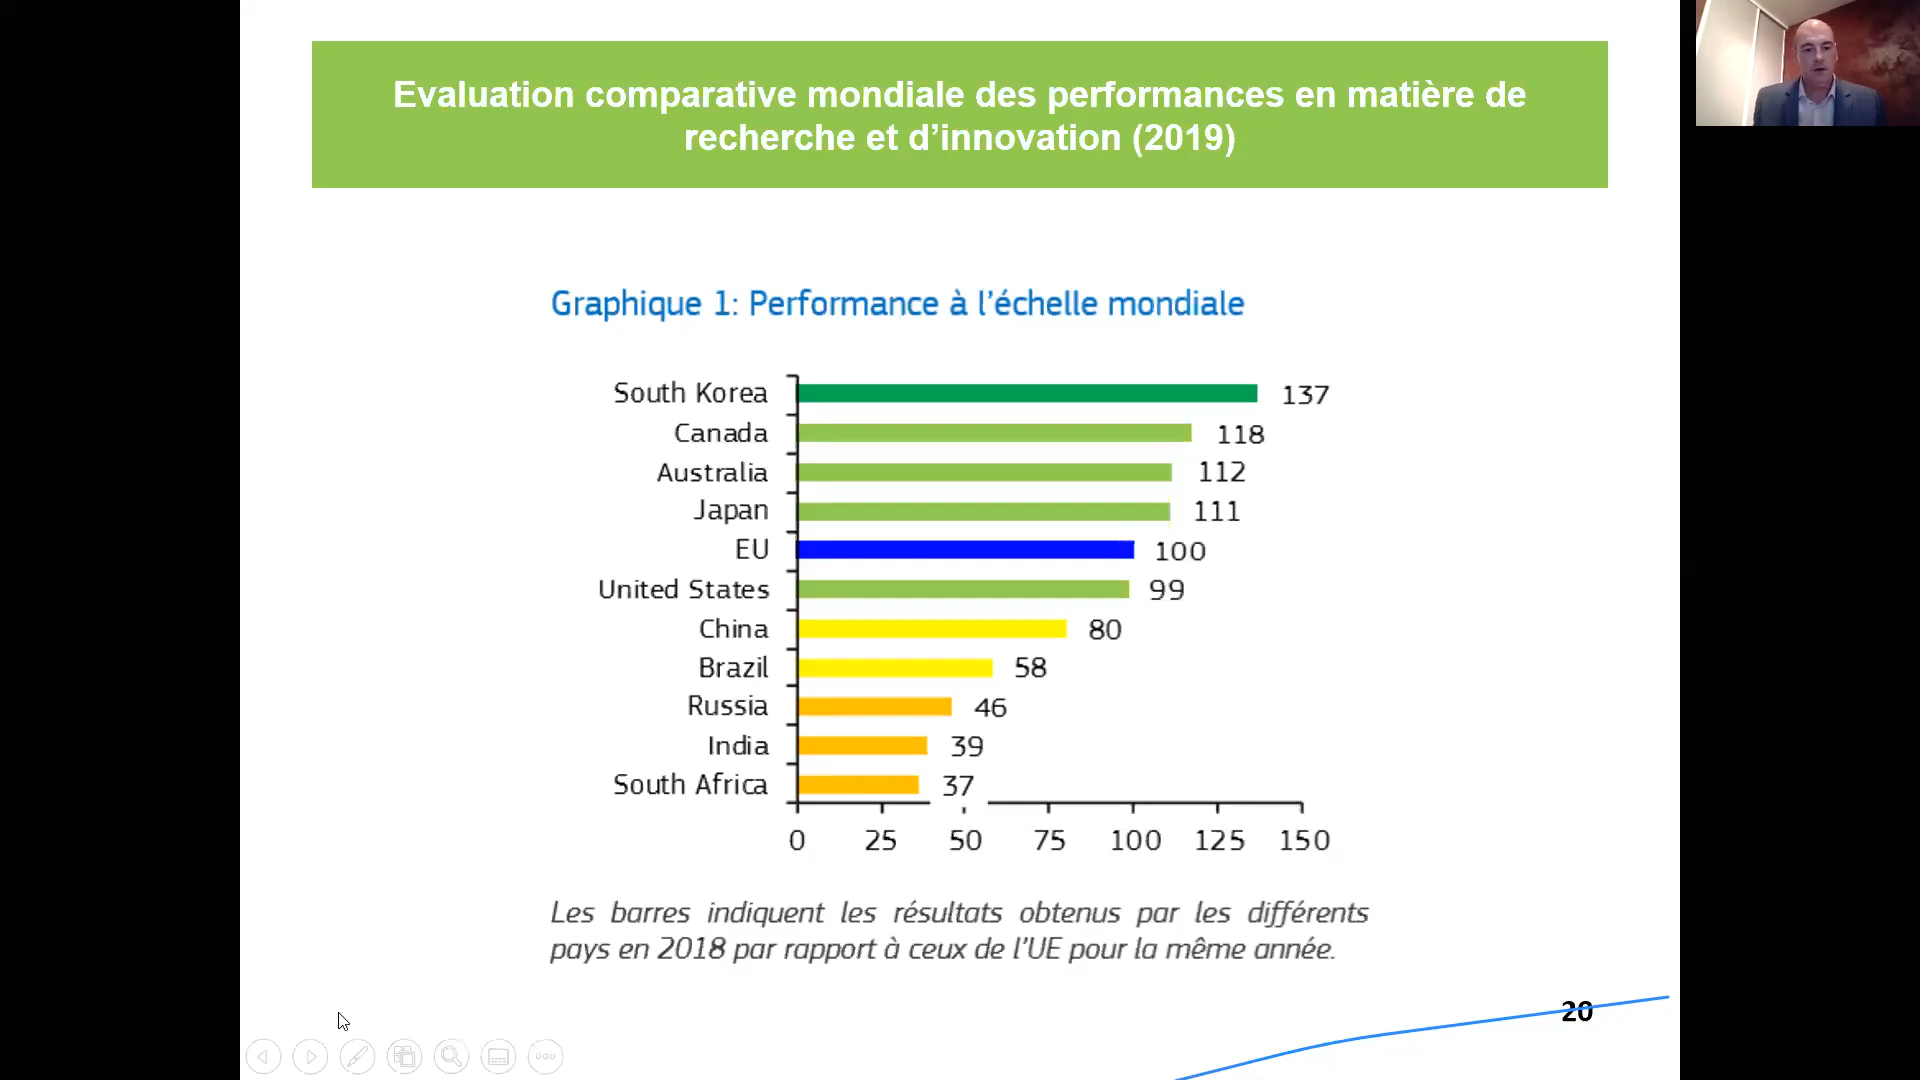 Evaluation comparative mondiale des performances en matière de
recherche et d’innovation (2019)
Graphique 1: Performance à l’échelle mondiale
South Korea 137
Canada 118
Australia 112
Japan 111
EU 100
United States 99
China 80
Brazil 58
Russia 46
India 39
South Africa 37
0 25 50 75 100 125 150
Les barres indiquent les résultats obtenus par les différents
pays en 2018 par rapport à ceux de l’UE pour la même année.
20